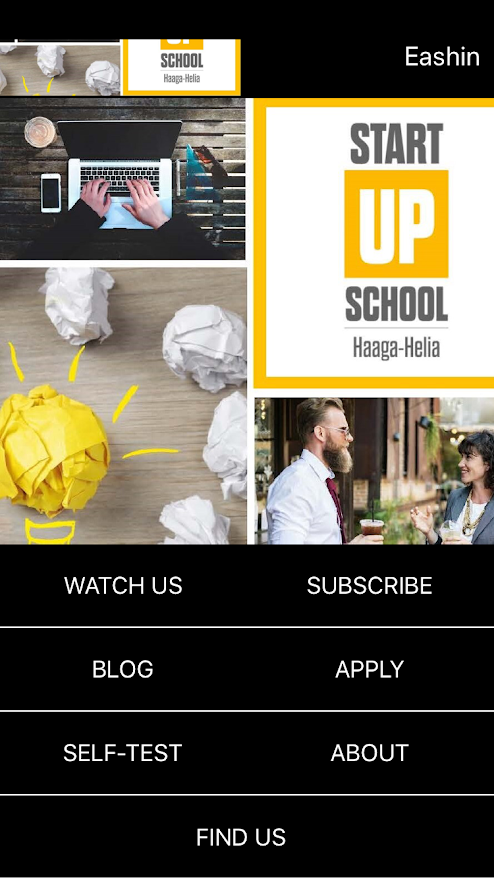 SCHOOL
Haaga-Helia
Eashin
START
UP
SCHOOL
Haaga-Helia
WATCH US
SUBSCRIBE
BLOG
APPLY
SELF-TEST
ABOUT
FIND US